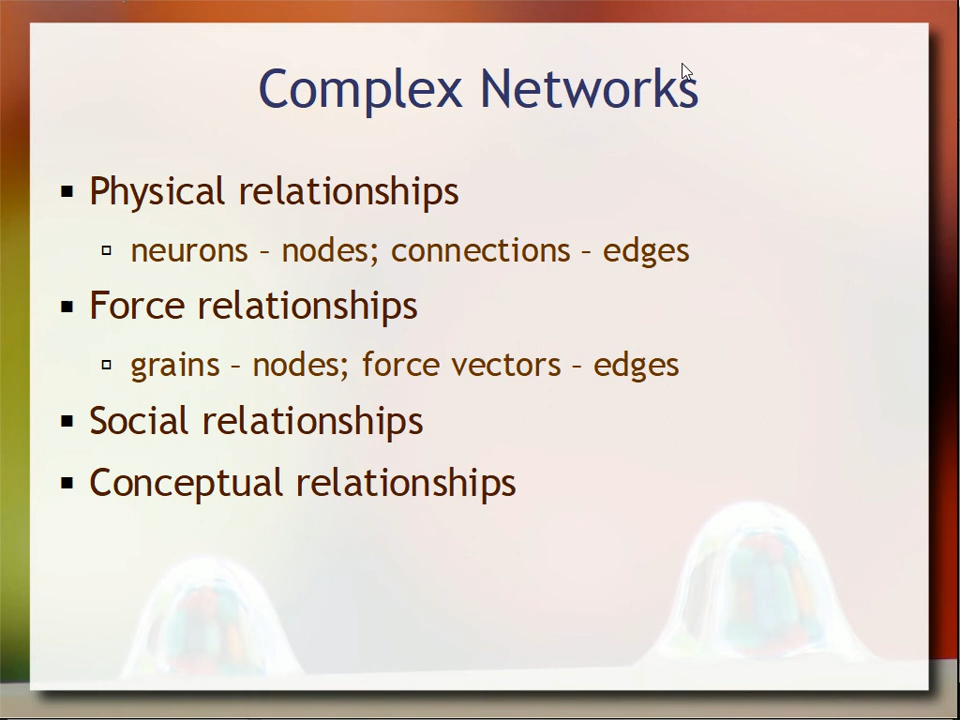 Complex Networks
Physical relationships
neurons – nodes; connections – edges
Force relationships
grains – nodes; force vectors – edges
Social relationships
Conceptual relationships